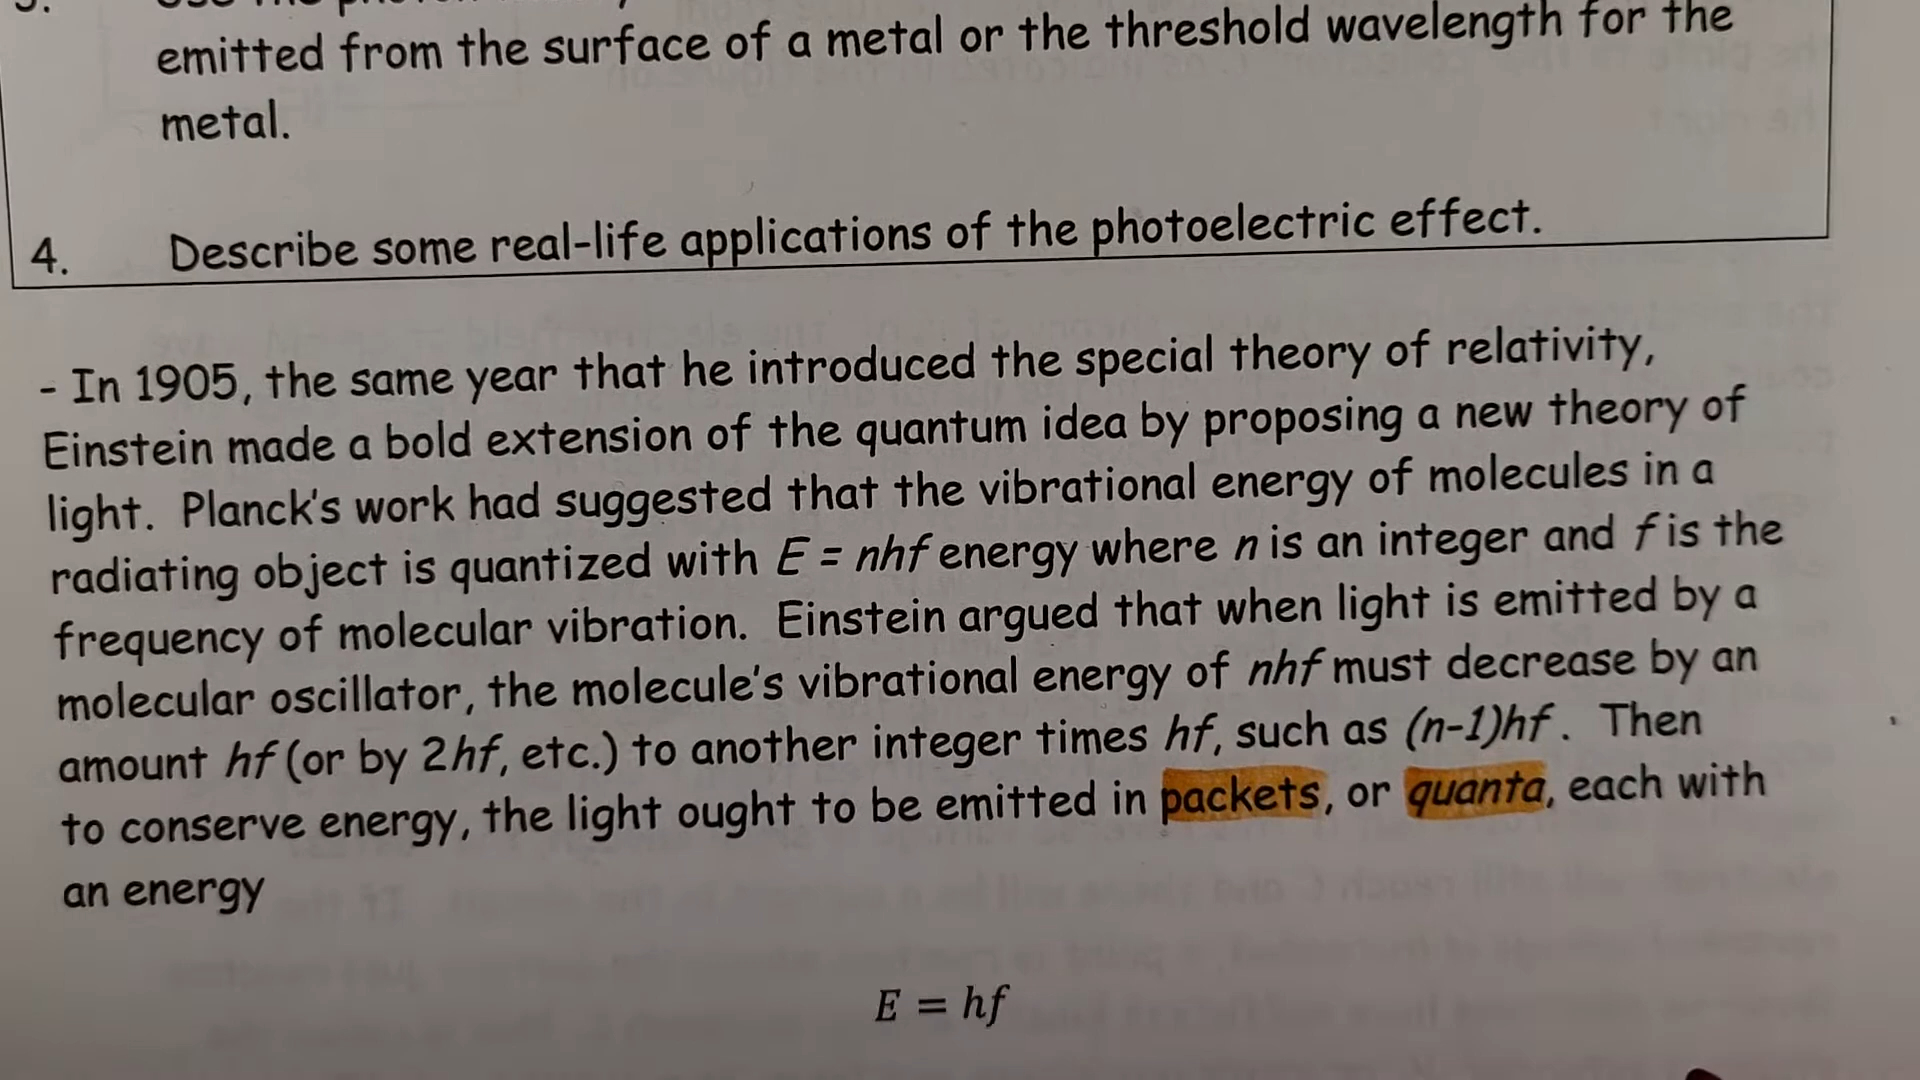 emitted from the surface of a metal or the threshold wavelength for the
metal.
4. Describe some real-life applications of the photoelectric effect.
- In 1905, the same year that he introduced the special theory of relativity,
Einstein made a bold extension of the quantum idea by proposing a new theory of
light. Planck's work had suggested that the vibrational energy of molecules in a
radiating object is quantized with E = nhf energy where n is an integer and f is the
frequency of molecular vibration. Einstein argued that when light is emitted by a
molecular oscillator, the molecule's vibrational energy of nhf must decrease by an
amount hf (or by 2hf, etc.) to another integer times hf, such as (n-1)hf. Then
to conserve energy, the light ought to be emitted in packets, or quanta, each with
an energy
E = hf